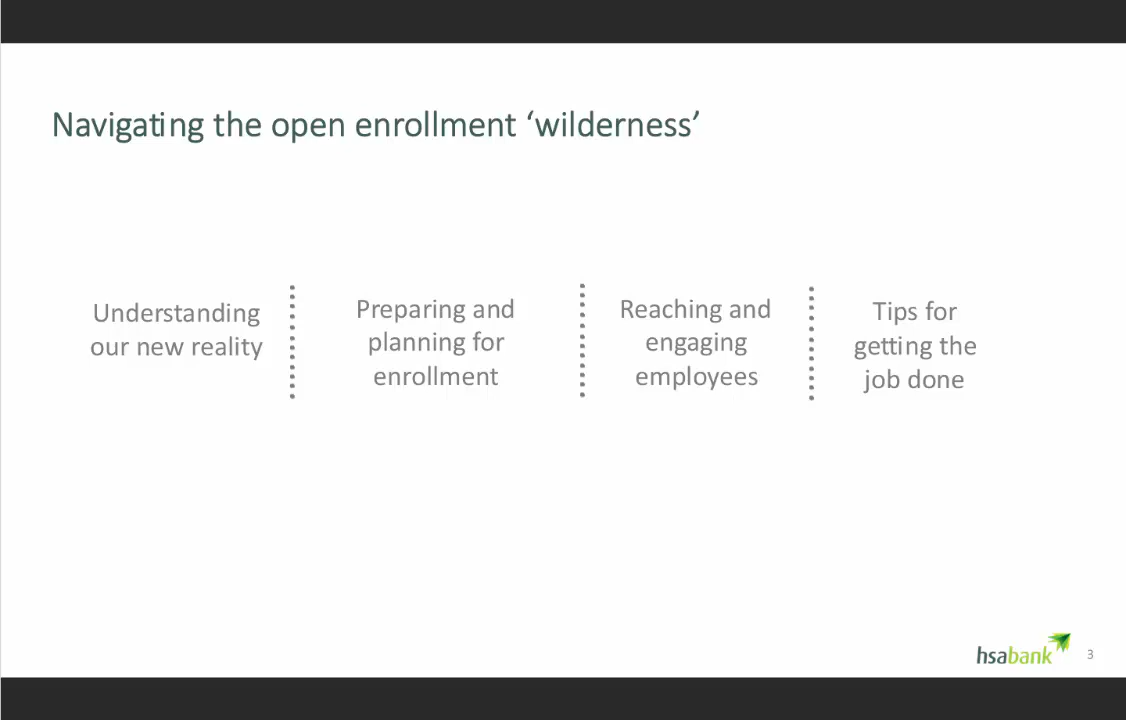 Navigating the open enrollment ‘wilderness’
Understanding
our new reality
Preparing and
planning for
enrollment
Reaching and
engaging
employees
Tips for
getting the
job done
hsabank
3